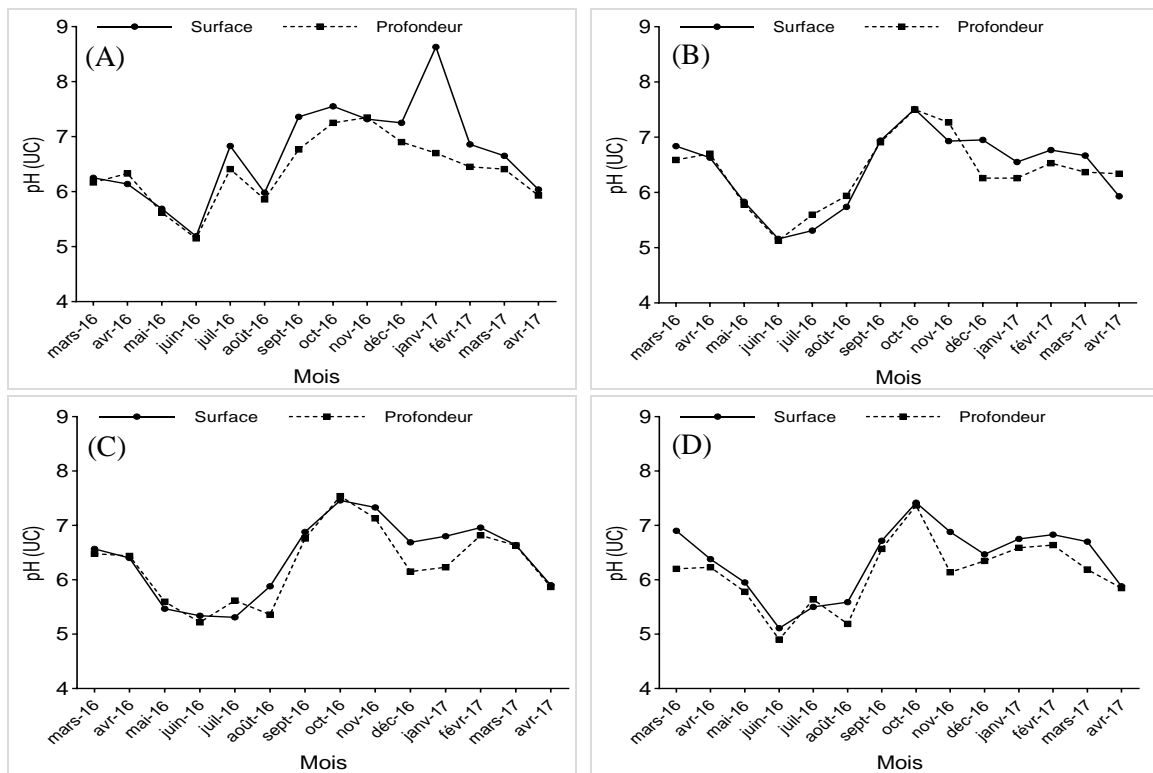 Surface Profondeur
(A)
9
8
7
6
5
4
pH (UC)
mars-16 avr-16 mai-16 juin-16 juil-16 août-16 sept-16 oct-16 nov-16 déc-16 janv-17 févr-17 mars-17 avr-17
Mois
Surface Profondeur
(B)
9
8
7
6
5
4
pH (UC)
mars-16 avr-16 mai-16 juin-16 juil-16 août-16 sept-16 oct-16 nov-16 déc-16 janv-17 févr-17 mars-17 avr-17
Mois
Surface Profondeur
(C)
9
8
7
6
5
4
pH (UC)
mars-16 avr-16 mai-16 juin-16 juil-16 août-16 sept-16 oct-16 nov-16 déc-16 janv-17 févr-17 mars-17 avr-17
Mois
Surface Profondeur
(D)
9
8
7
6
5
4
pH (UC)
mars-16 avr-16 mai-16 juin-16 juil-16 août-16 sept-16 oct-16 nov-16 déc-16 janv-17 févr-17 mars-17 avr-17
Mois